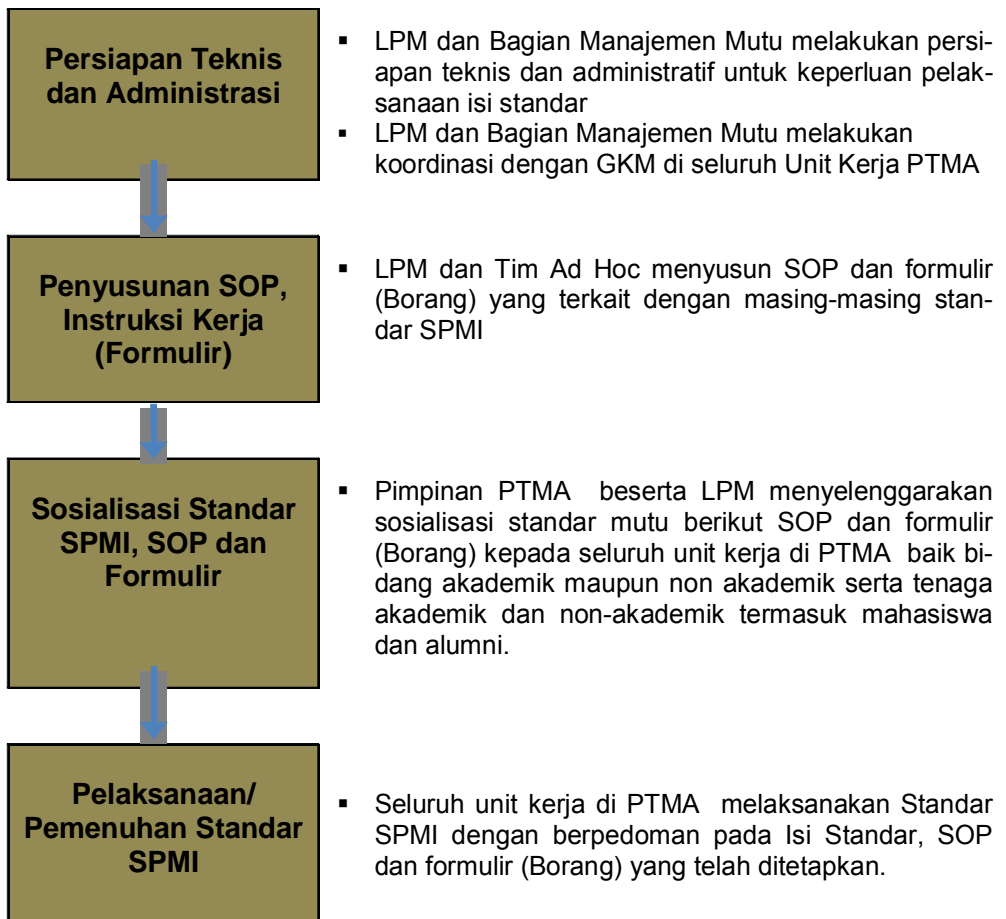 Persiapan Teknis
dan Administrasi
▪ LPM dan Bagian Manajemen Mutu melakukan persi-
apan teknis dan administratif untuk keperluan pelak-
sanaan isi standar
▪ LPM dan Bagian Manajemen Mutu melakukan
koordinasi dengan GKM di seluruh Unit Kerja PTMA
Penyusunan SOP,
Instruksi Kerja
(Formulir)
▪ LPM dan Tim Ad Hoc menyusun SOP dan formulir
(Borang) yang terkait dengan masing-masing stan-
dar SPMI
Sosialisasi Standar
SPMI, SOP dan
Formulir
▪ Pimpinan PTMA beserta LPM menyelenggarakan
sosialisasi standar mutu berikut SOP dan formulir
(Borang) kepada seluruh unit kerja di PTMA baik bi-
dang akademik maupun non akademik serta tenaga
akademik dan non-akademik termasuk mahasiswa
dan alumni.
Pelaksanaan/
Pemenuhan Standar
SPMI
▪ Seluruh unit kerja di PTMA melaksanakan Standar
SPMI dengan berpedoman pada Isi Standar, SOP
dan formulir (Borang) yang telah ditetapkan.